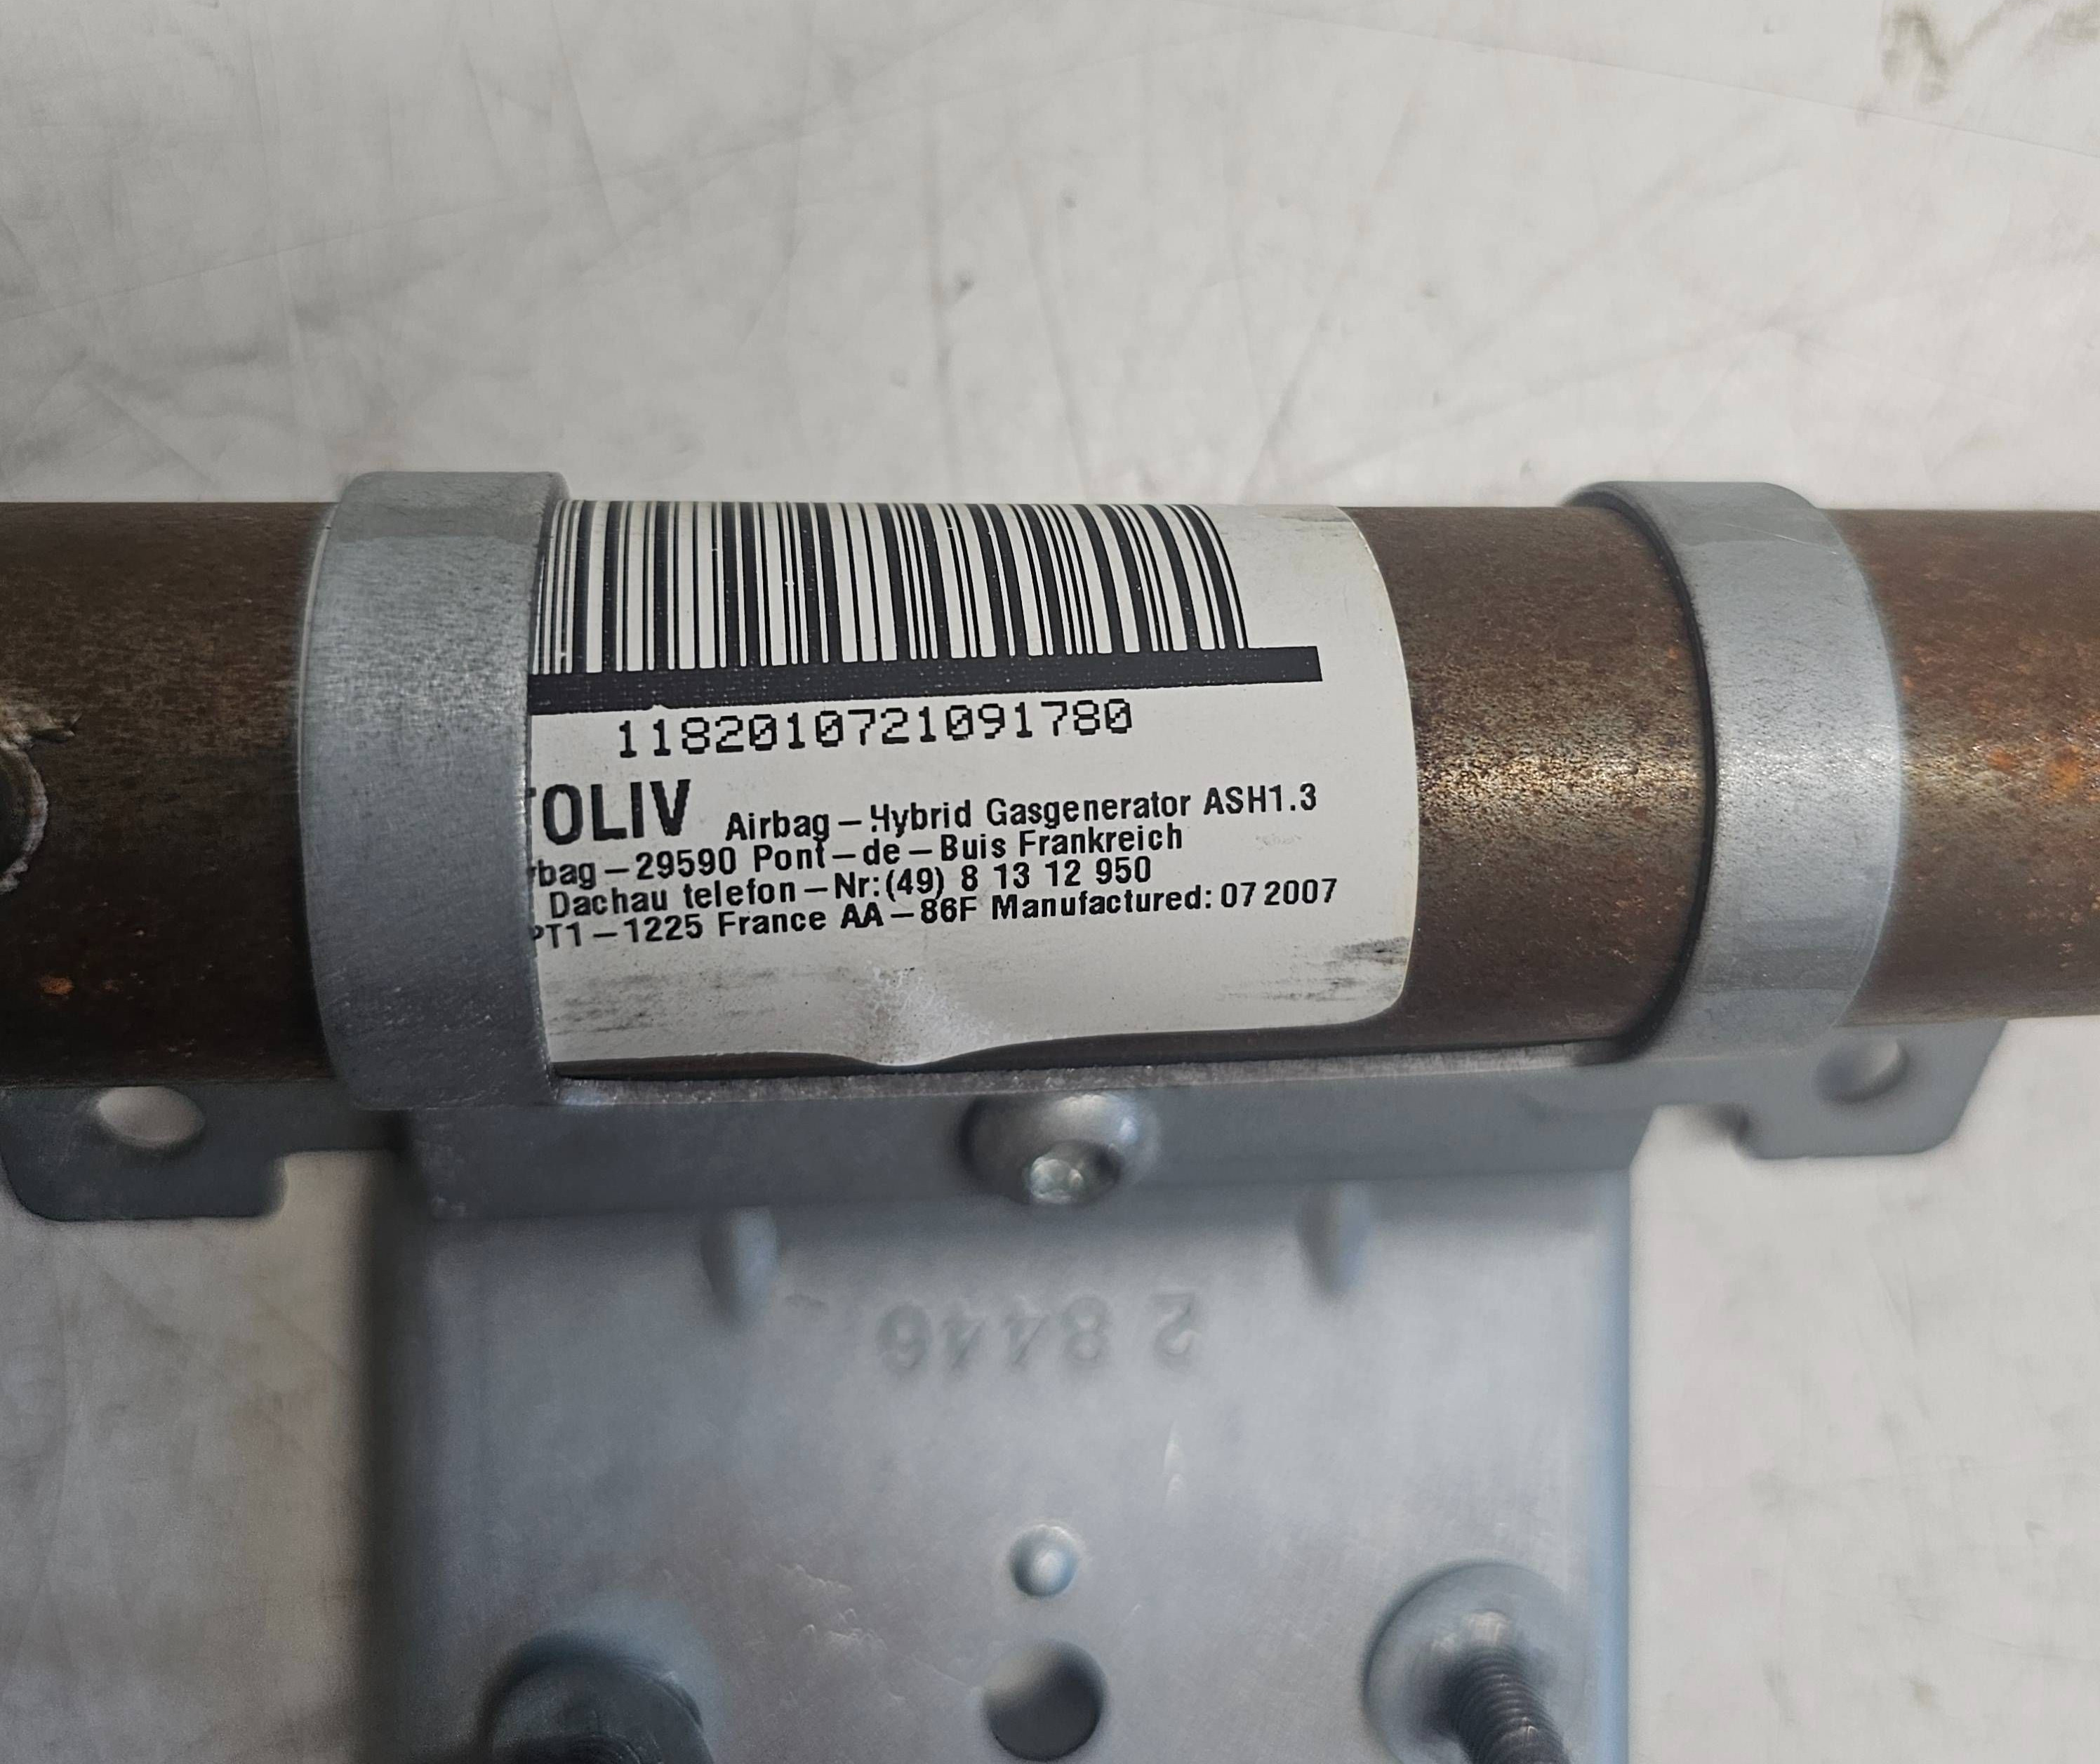 1182010721091780
TOLIV Airbag-Hybrid Gasgenerator ASH1.3
rbag-29590 Pont-de-Buis Frankreich
Dachau telefon-Nr:(49) 8 13 12 950
PT1-1225 France AA-86F Manufactured: 07 2007
2 8446